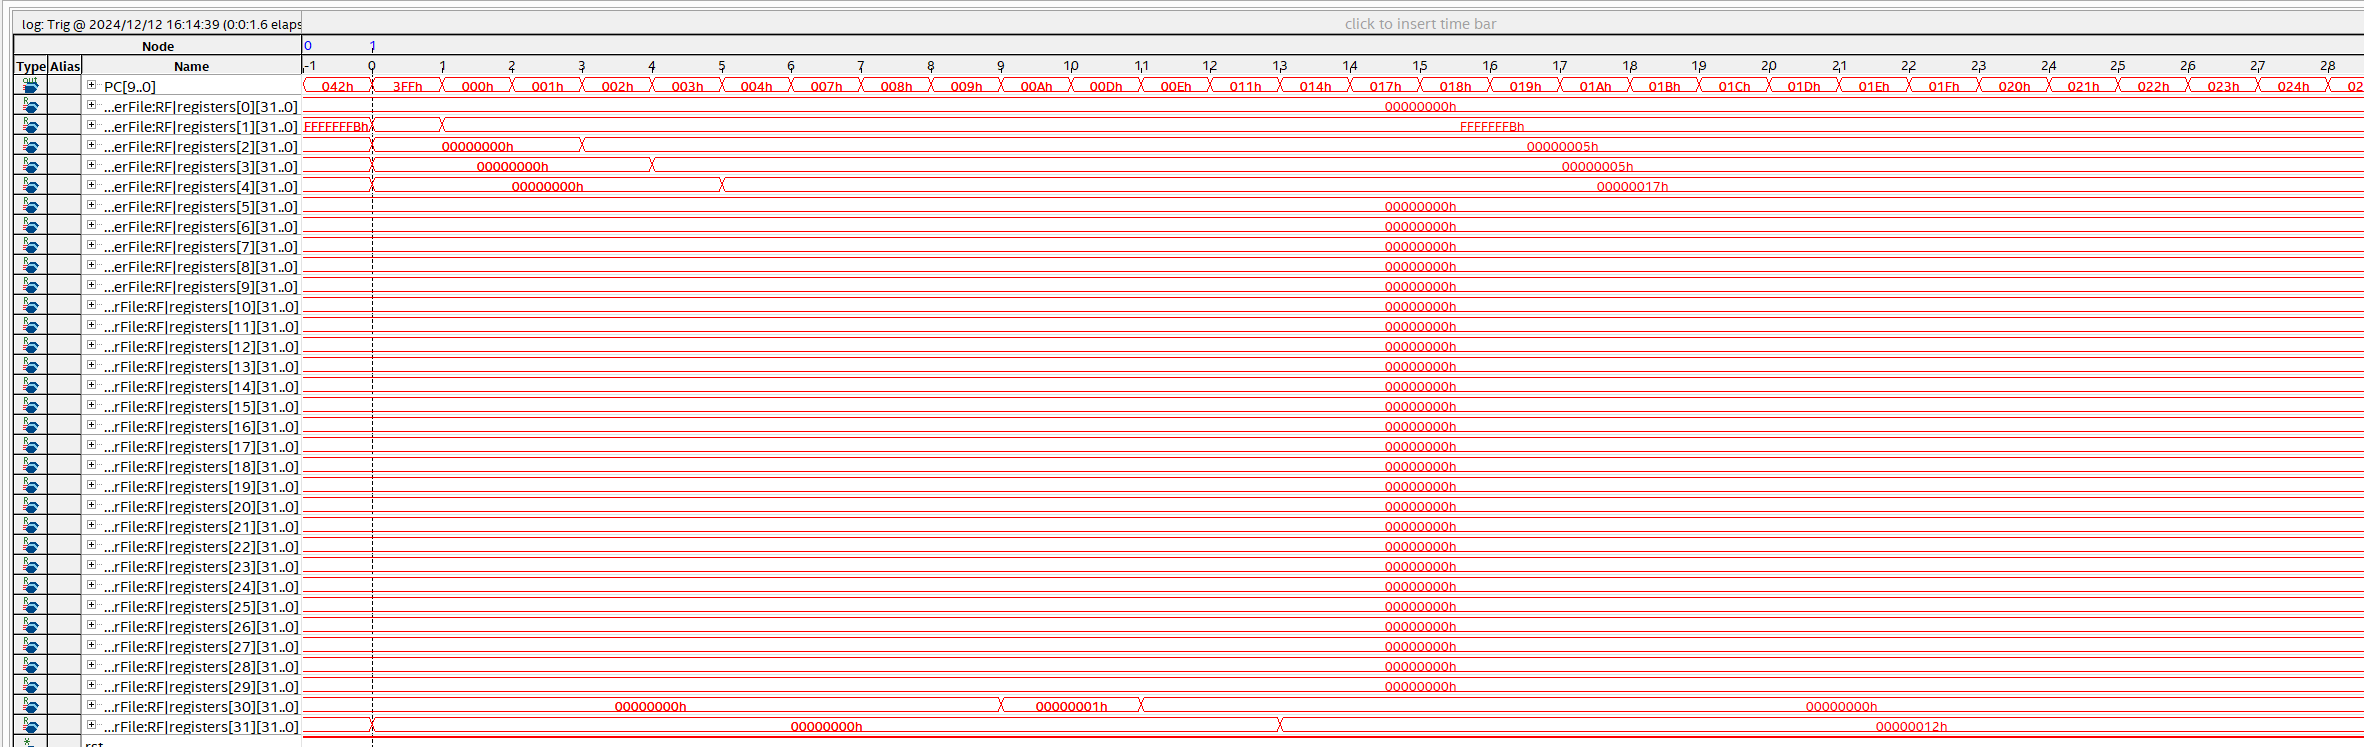 log: Trig @ 2024/12/12 16:14:39 (0:0:1.6 elaps click to insert time bar
Node 0 1
Type Alias Name -1 0 1 2 3 4 5 6 7 8 9 10 11 12 13 14 15 16 17 18 19 20 21 22 23 24 25 26 27 28
out PC[9..0] 042h 3FFh 000h 001h 002h 003h 004h 007h 008h 009h 00Ah 00Dh 00Eh 011h 014h 017h 018h 019h 01Ah 01Bh 01Ch 01Dh 01Eh 01Fh 020h 021h 022h 023h 024h 02
R ...erFile:RF|registers[0][31..0] 00000000h
R ...erFile:RF|registers[1][31..0] FFFFFFFBh FFFFFFFBh
R ...erFile:RF|registers[2][31..0] 00000000h 00000005h
R ...erFile:RF|registers[3][31..0] 00000000h 00000005h
R ...erFile:RF|registers[4][31..0] 00000000h 00000017h
R ...erFile:RF|registers[5][31..0] 00000000h
R ...erFile:RF|registers[6][31..0] 00000000h
R ...erFile:RF|registers[7][31..0] 00000000h
R ...erFile:RF|registers[8][31..0] 00000000h
R ...erFile:RF|registers[9][31..0] 00000000h
R ...rFile:RF|registers[10][31..0] 00000000h
R ...rFile:RF|registers[11][31..0] 00000000h
R ...rFile:RF|registers[12][31..0] 00000000h
R ...rFile:RF|registers[13][31..0] 00000000h
R ...rFile:RF|registers[14][31..0] 00000000h
R ...rFile:RF|registers[15][31..0] 00000000h
R ...rFile:RF|registers[16][31..0] 00000000h
R ...rFile:RF|registers[17][31..0] 00000000h
R ...rFile:RF|registers[18][31..0] 00000000h
R ...rFile:RF|registers[19][31..0] 00000000h
R ...rFile:RF|registers[20][31..0] 00000000h
R ...rFile:RF|registers[21][31..0] 00000000h
R ...rFile:RF|registers[22][31..0] 00000000h
R ...rFile:RF|registers[23][31..0] 00000000h
R ...rFile:RF|registers[24][31..0] 00000000h
R ...rFile:RF|registers[25][31..0] 00000000h
R ...rFile:RF|registers[26][31..0] 00000000h
R ...rFile:RF|registers[27][31..0] 00000000h
R ...rFile:RF|registers[28][31..0] 00000000h
R ...rFile:RF|registers[29][31..0] 00000000h
R ...rFile:RF|registers[30][31..0] 00000000h 00000001h 00000000h
R ...rFile:RF|registers[31][31..0] 00000000h 00000012h
* rst